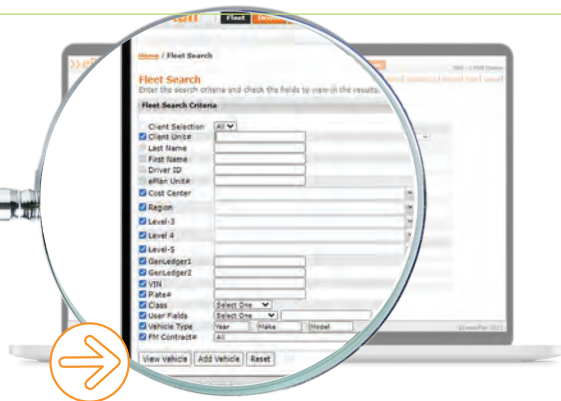 Fleet
Home / Fleet Search
Fleet Search
Enter the search criteria and check the fields to view in the results.
Fleet Search Criteria
Client Selection All
Client Unit#
Last Name
First Name
Driver ID
ePlan Unit#
Cost Center
Region
Level-3
Level 4
Level-5
GenLedger1
GenLedger2
VIN
Plate#
Class Select One
User Fields Select One
Vehicle Type Year Make Model
FM Contract# All
View Vehicle Add Vehicle Reset